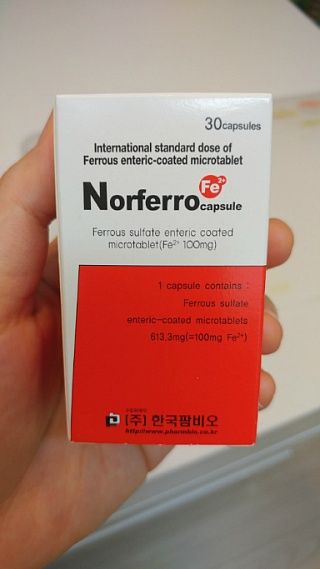 30capsules
International standard dose of
Ferrous enteric-coated microtablet
Norferro capsule
Fe2+
Ferrous sulfate enteric coated
microtablet(Fe2+ 100mg)
1 capsule contains :
Ferrous sulfate
enteric-coated microtablets
613.3mg(=100mg Fe2+)
(주) 한국팜비오
http://www.pharmbio.co.kr